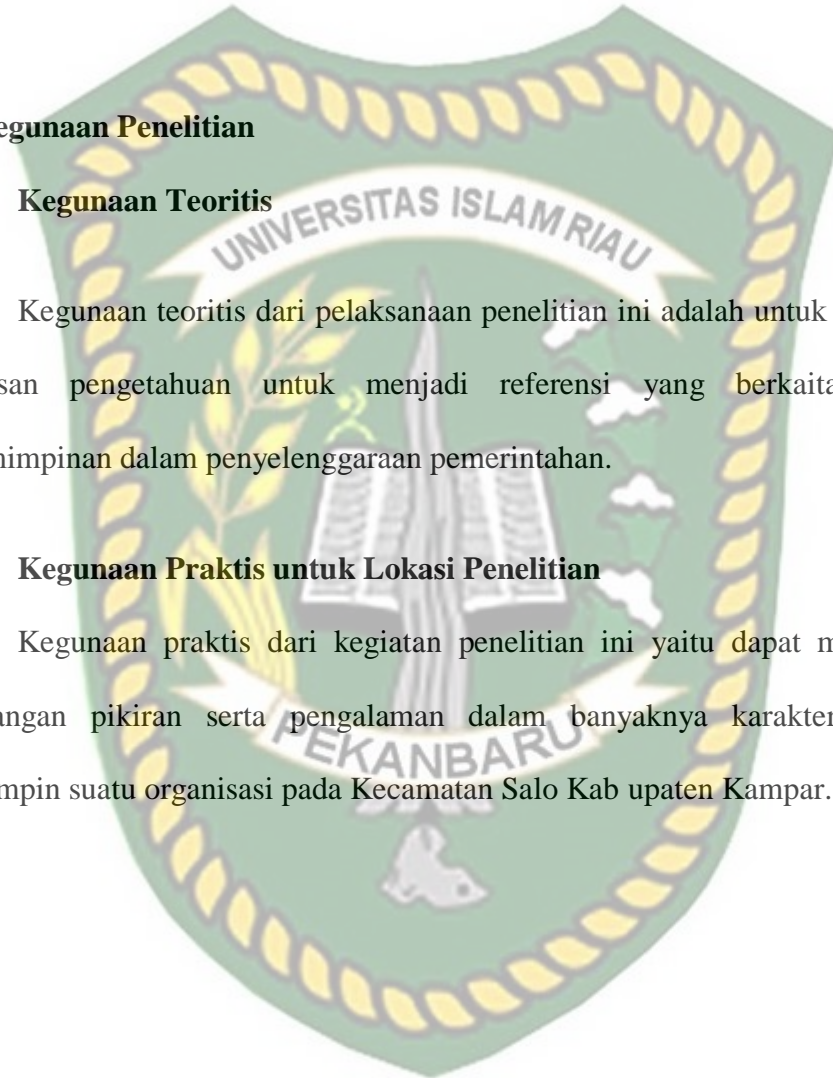 egunaan Penelitian
Kegunaan Teoritis
UNIVERSITAS ISLAM RIAU
Kegunaan teoritis dari pelaksanaan penelitian ini adalah untuk
san pengetahuan untuk menjadi referensi yang berkaita
impinan dalam penyelenggaraan pemerintahan.
Kegunaan Praktis untuk Lokasi Penelitian
Kegunaan praktis dari kegiatan penelitian ini yaitu dapat m
angan pikiran serta pengalaman dalam banyaknya karakter
mpin suatu organisasi pada Kecamatan Salo Kab upaten Kampar.
PEKANBARU